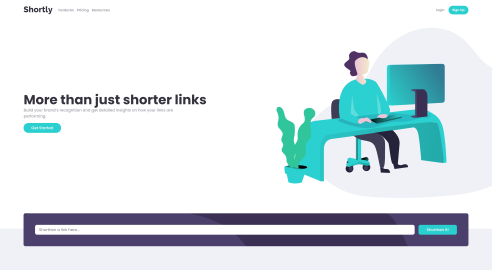 Shortly
Features Pricing Resources
Login
Sign Up
More than just shorter links
Build your brand's recognition and get detailed insights on how your links are
performing.
Get Started
Shorten a link here...
Shorten It!